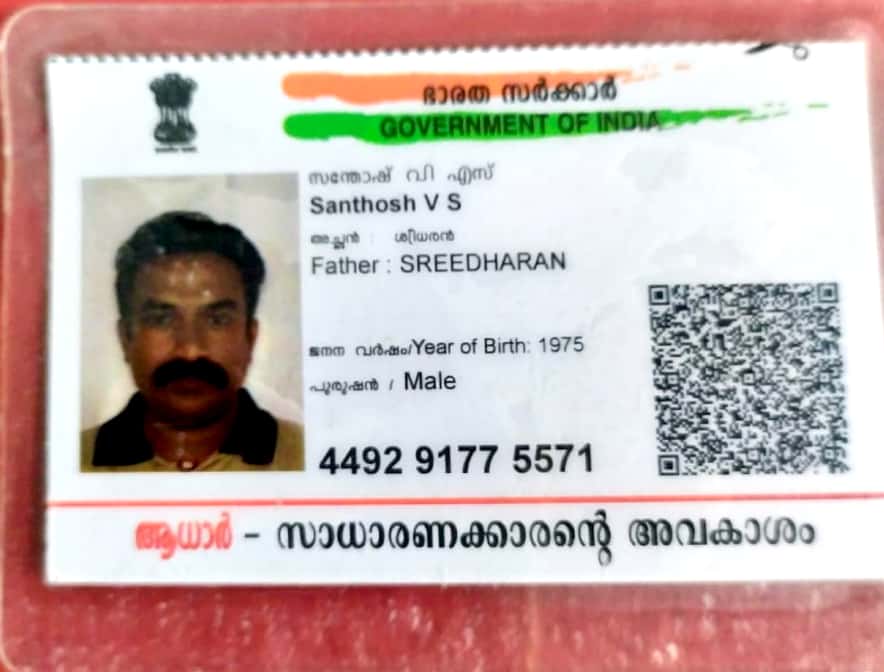 ഭാരത സർക്കാർ
GOVERNMENT OF INDIA
സന്തോഷ് വി എസ്
Santhosh V S
അച്ഛൻ : ശ്രീധരൻ
Father : SREEDHARAN
ജനന വർഷം/Year of Birth: 1975
പുരുഷൻ / Male
4492 9177 5571
ആധാർ - സാധാരണക്കാരന്റെ അവകാശം